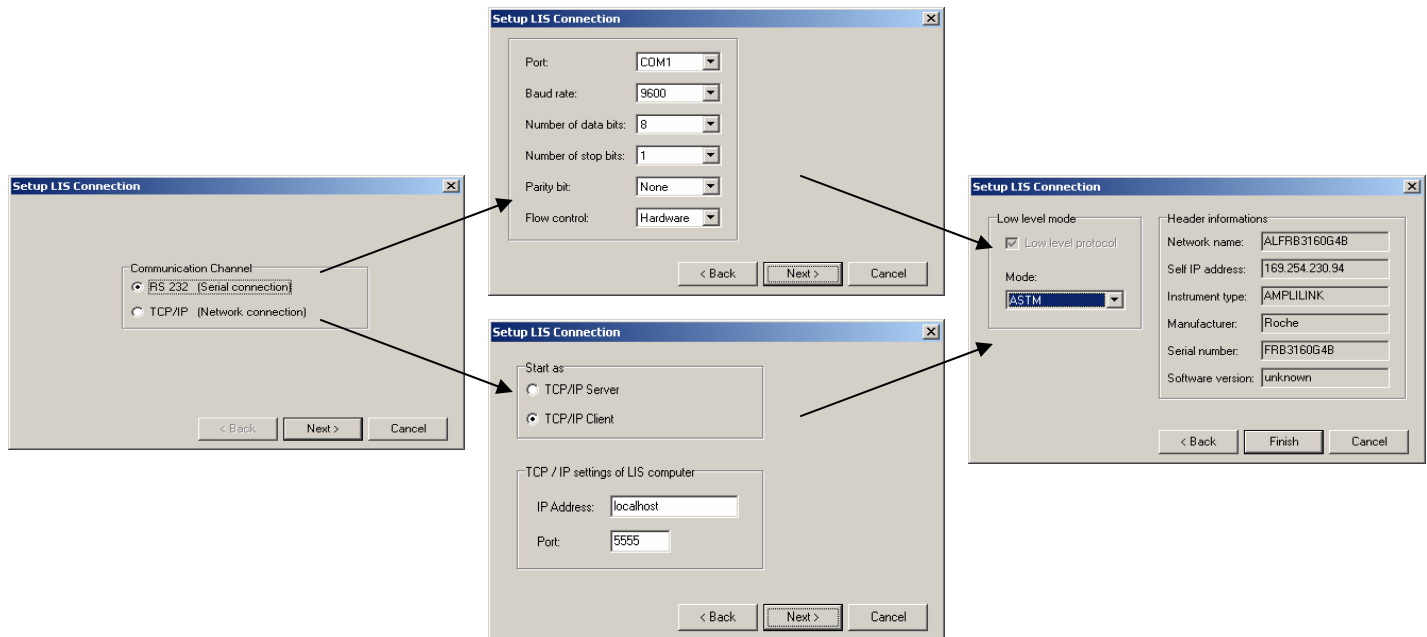 Setup LIS Connection
Communication Channel
RS 232 (Serial connection)
TCP/IP (Network connection)
< Back Next > Cancel
Setup LIS Connection
Port: COM1
Baud rate: 9600
Number of data bits: 8
Number of stop bits: 1
Parity bit: None
Flow control: Hardware
< Back Next > Cancel
Setup LIS Connection
Start as
TCP/IP Server
TCP/IP Client
TCP / IP settings of LIS computer
IP Address: localhost
Port: 5555
< Back Next > Cancel
Setup LIS Connection
Low level mode
Low level protocol
Mode:
ASTM
Header informations
Network name: ALFRB3160G4B
Self IP address: 169.254.230.94
Instrument type: AMPLILINK
Manufacturer: Roche
Serial number: FRB3160G4B
Software version: unknown
< Back Finish Cancel